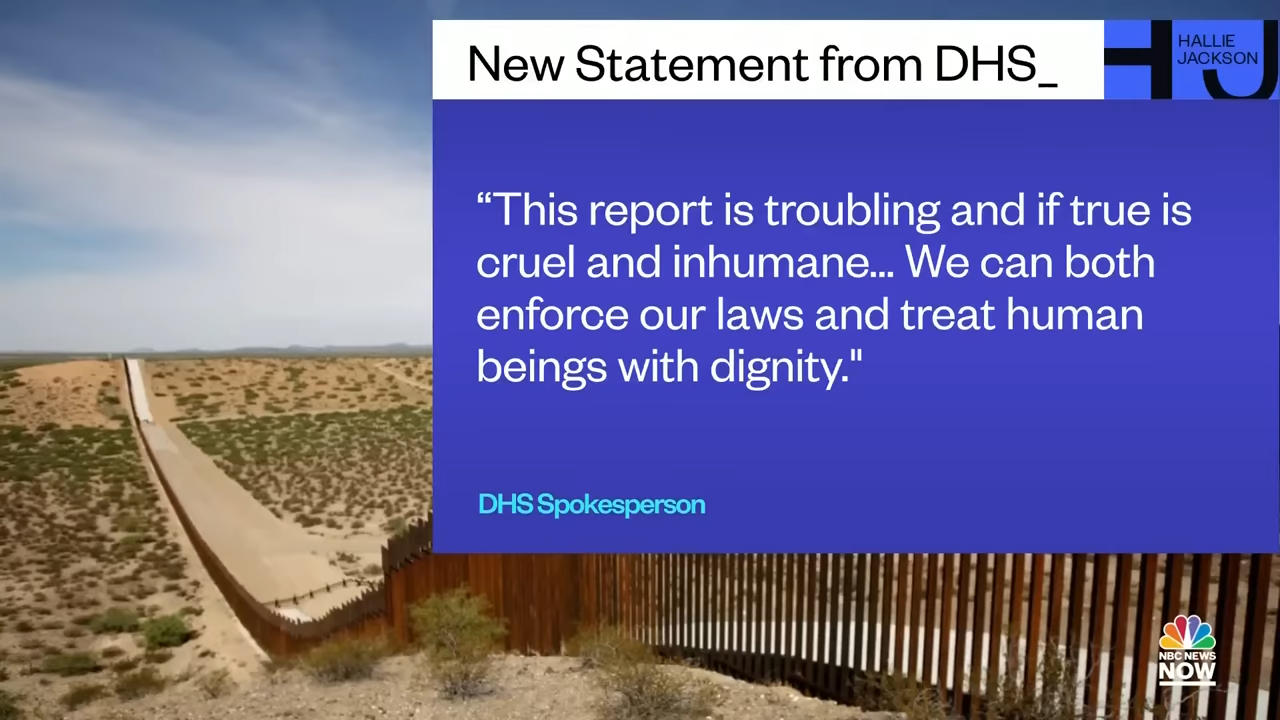 New Statement from DHS_
HALLIE
JACKSON
“This report is troubling and if true is
cruel and inhumane... We can both
enforce our laws and treat human
beings with dignity."
DHS Spokesperson
NBC NEWS
NOW